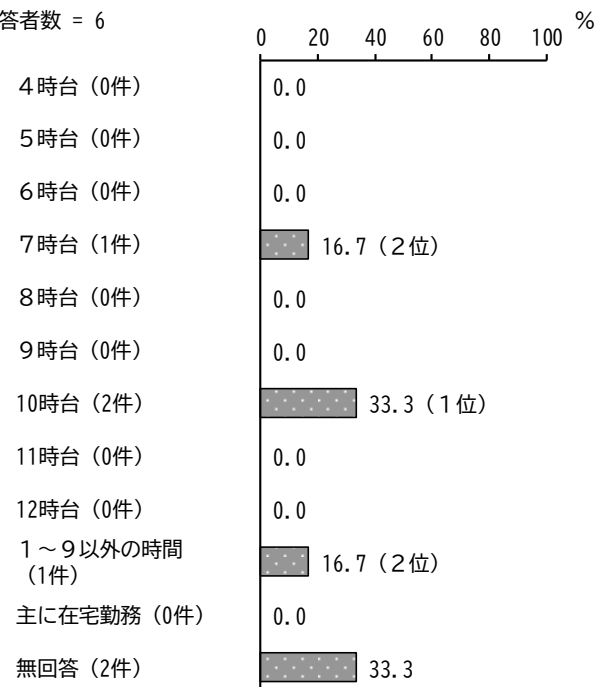 答者数 = 6
%
0 20 40 60 80 100
４時台（0件） 0.0
５時台（0件） 0.0
６時台（0件） 0.0
７時台（1件） 16.7（２位）
８時台（0件） 0.0
９時台（0件） 0.0
10時台（2件） 33.3（１位）
11時台（0件） 0.0
12時台（0件） 0.0
１～９以外の時間
（1件） 16.7（２位）
主に在宅勤務（0件） 0.0
無回答（2件） 33.3